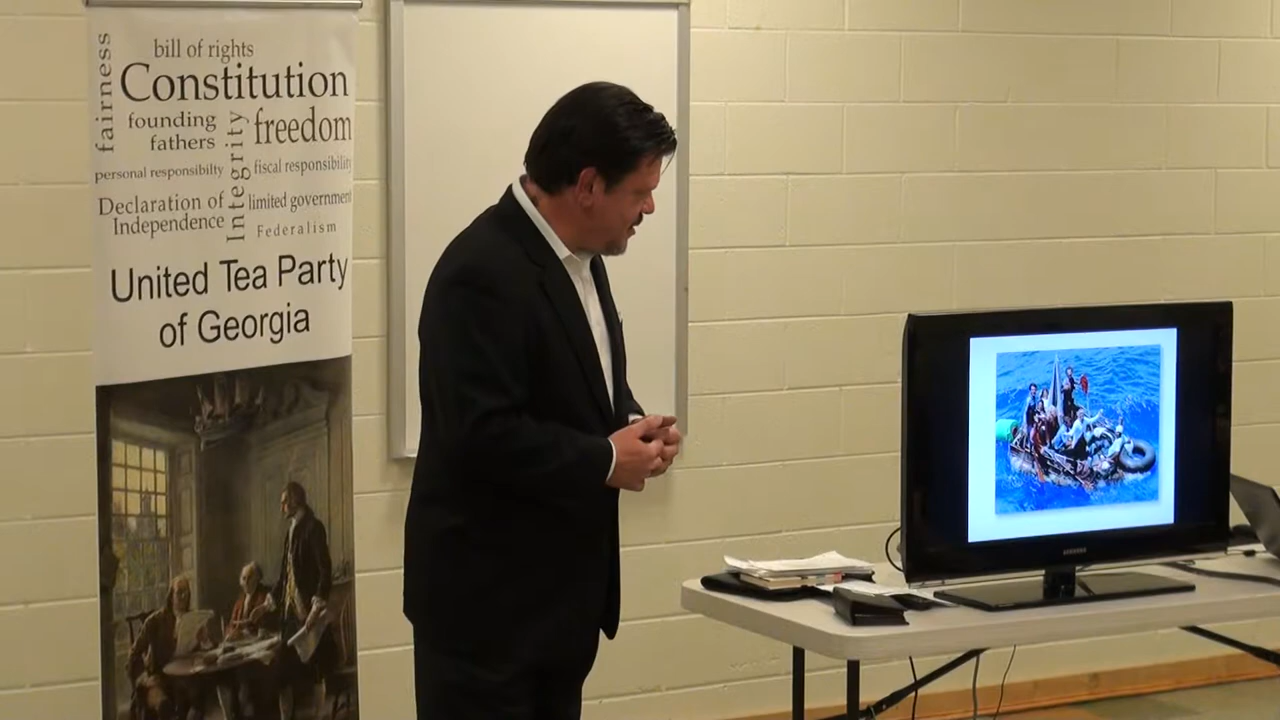 fairness
bill of rights
Constitution
founding
fathers
Integrity
freedom
personal responsibilty
fiscal responsibility
Declaration of
Independence
limited government
Federalism
United Tea Party
of Georgia
SAMSUNG